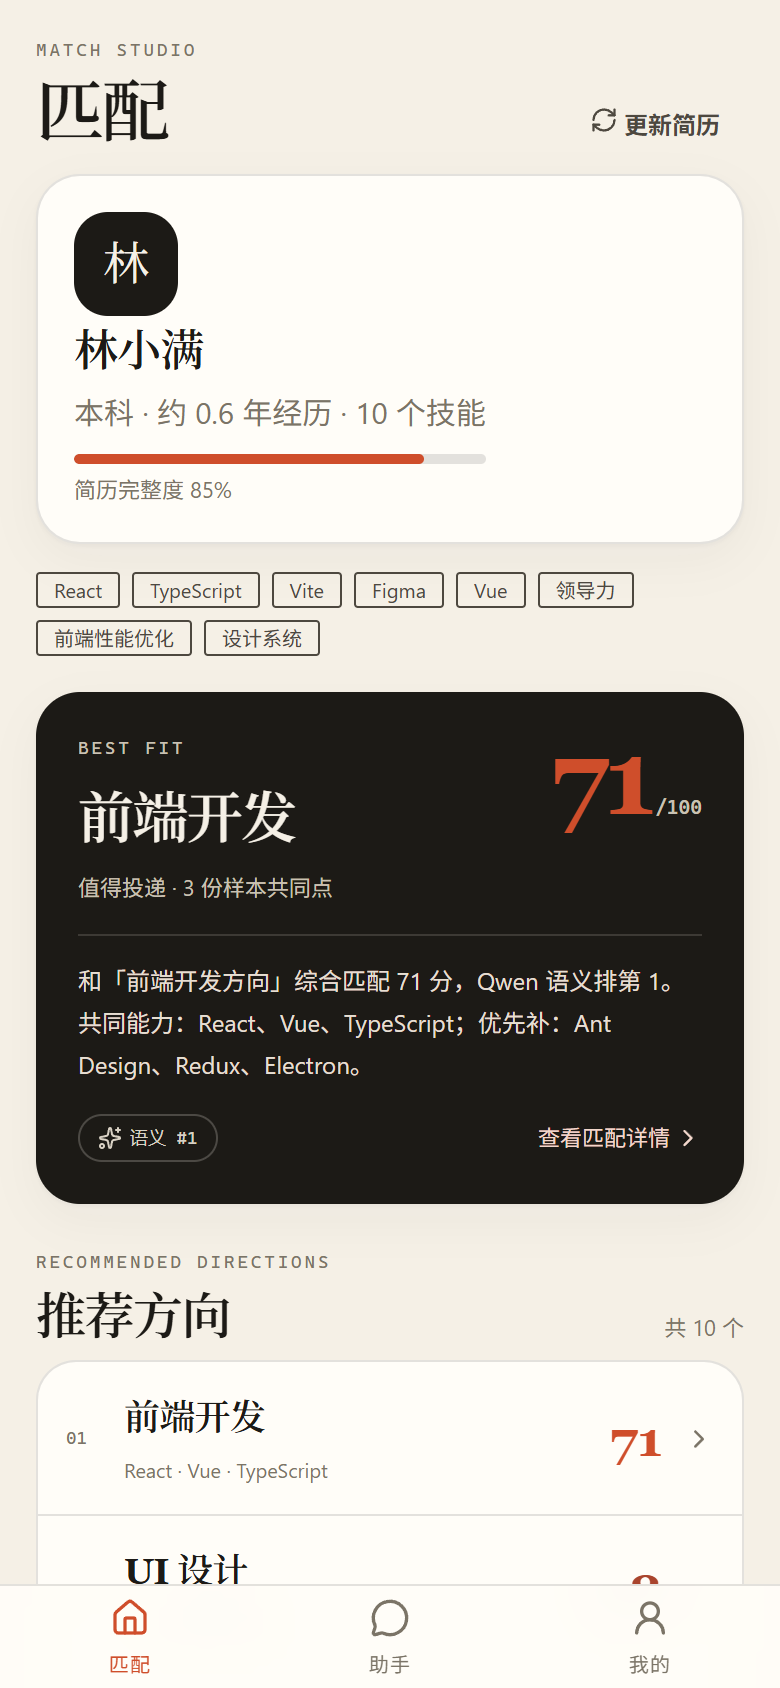 MATCH STUDIO
匹配
更新简历
林
林小满
本科 · 约 0.6 年经历 · 10 个技能
简历完整度 85%
React TypeScript Vite Figma Vue 领导力
前端性能优化 设计系统
BEST FIT
71/100
前端开发
值得投递 · 3 份样本共同点
和「前端开发方向」综合匹配 71 分，Qwen 语义排第 1。
共同能力：React、Vue、TypeScript；优先补：Ant
Design、Redux、Electron。
语义 #1
查看匹配详情
RECOMMENDED DIRECTIONS
推荐方向
共 10 个
01
前端开发
React · Vue · TypeScript
71
UI 设计
匹配
助手
我的